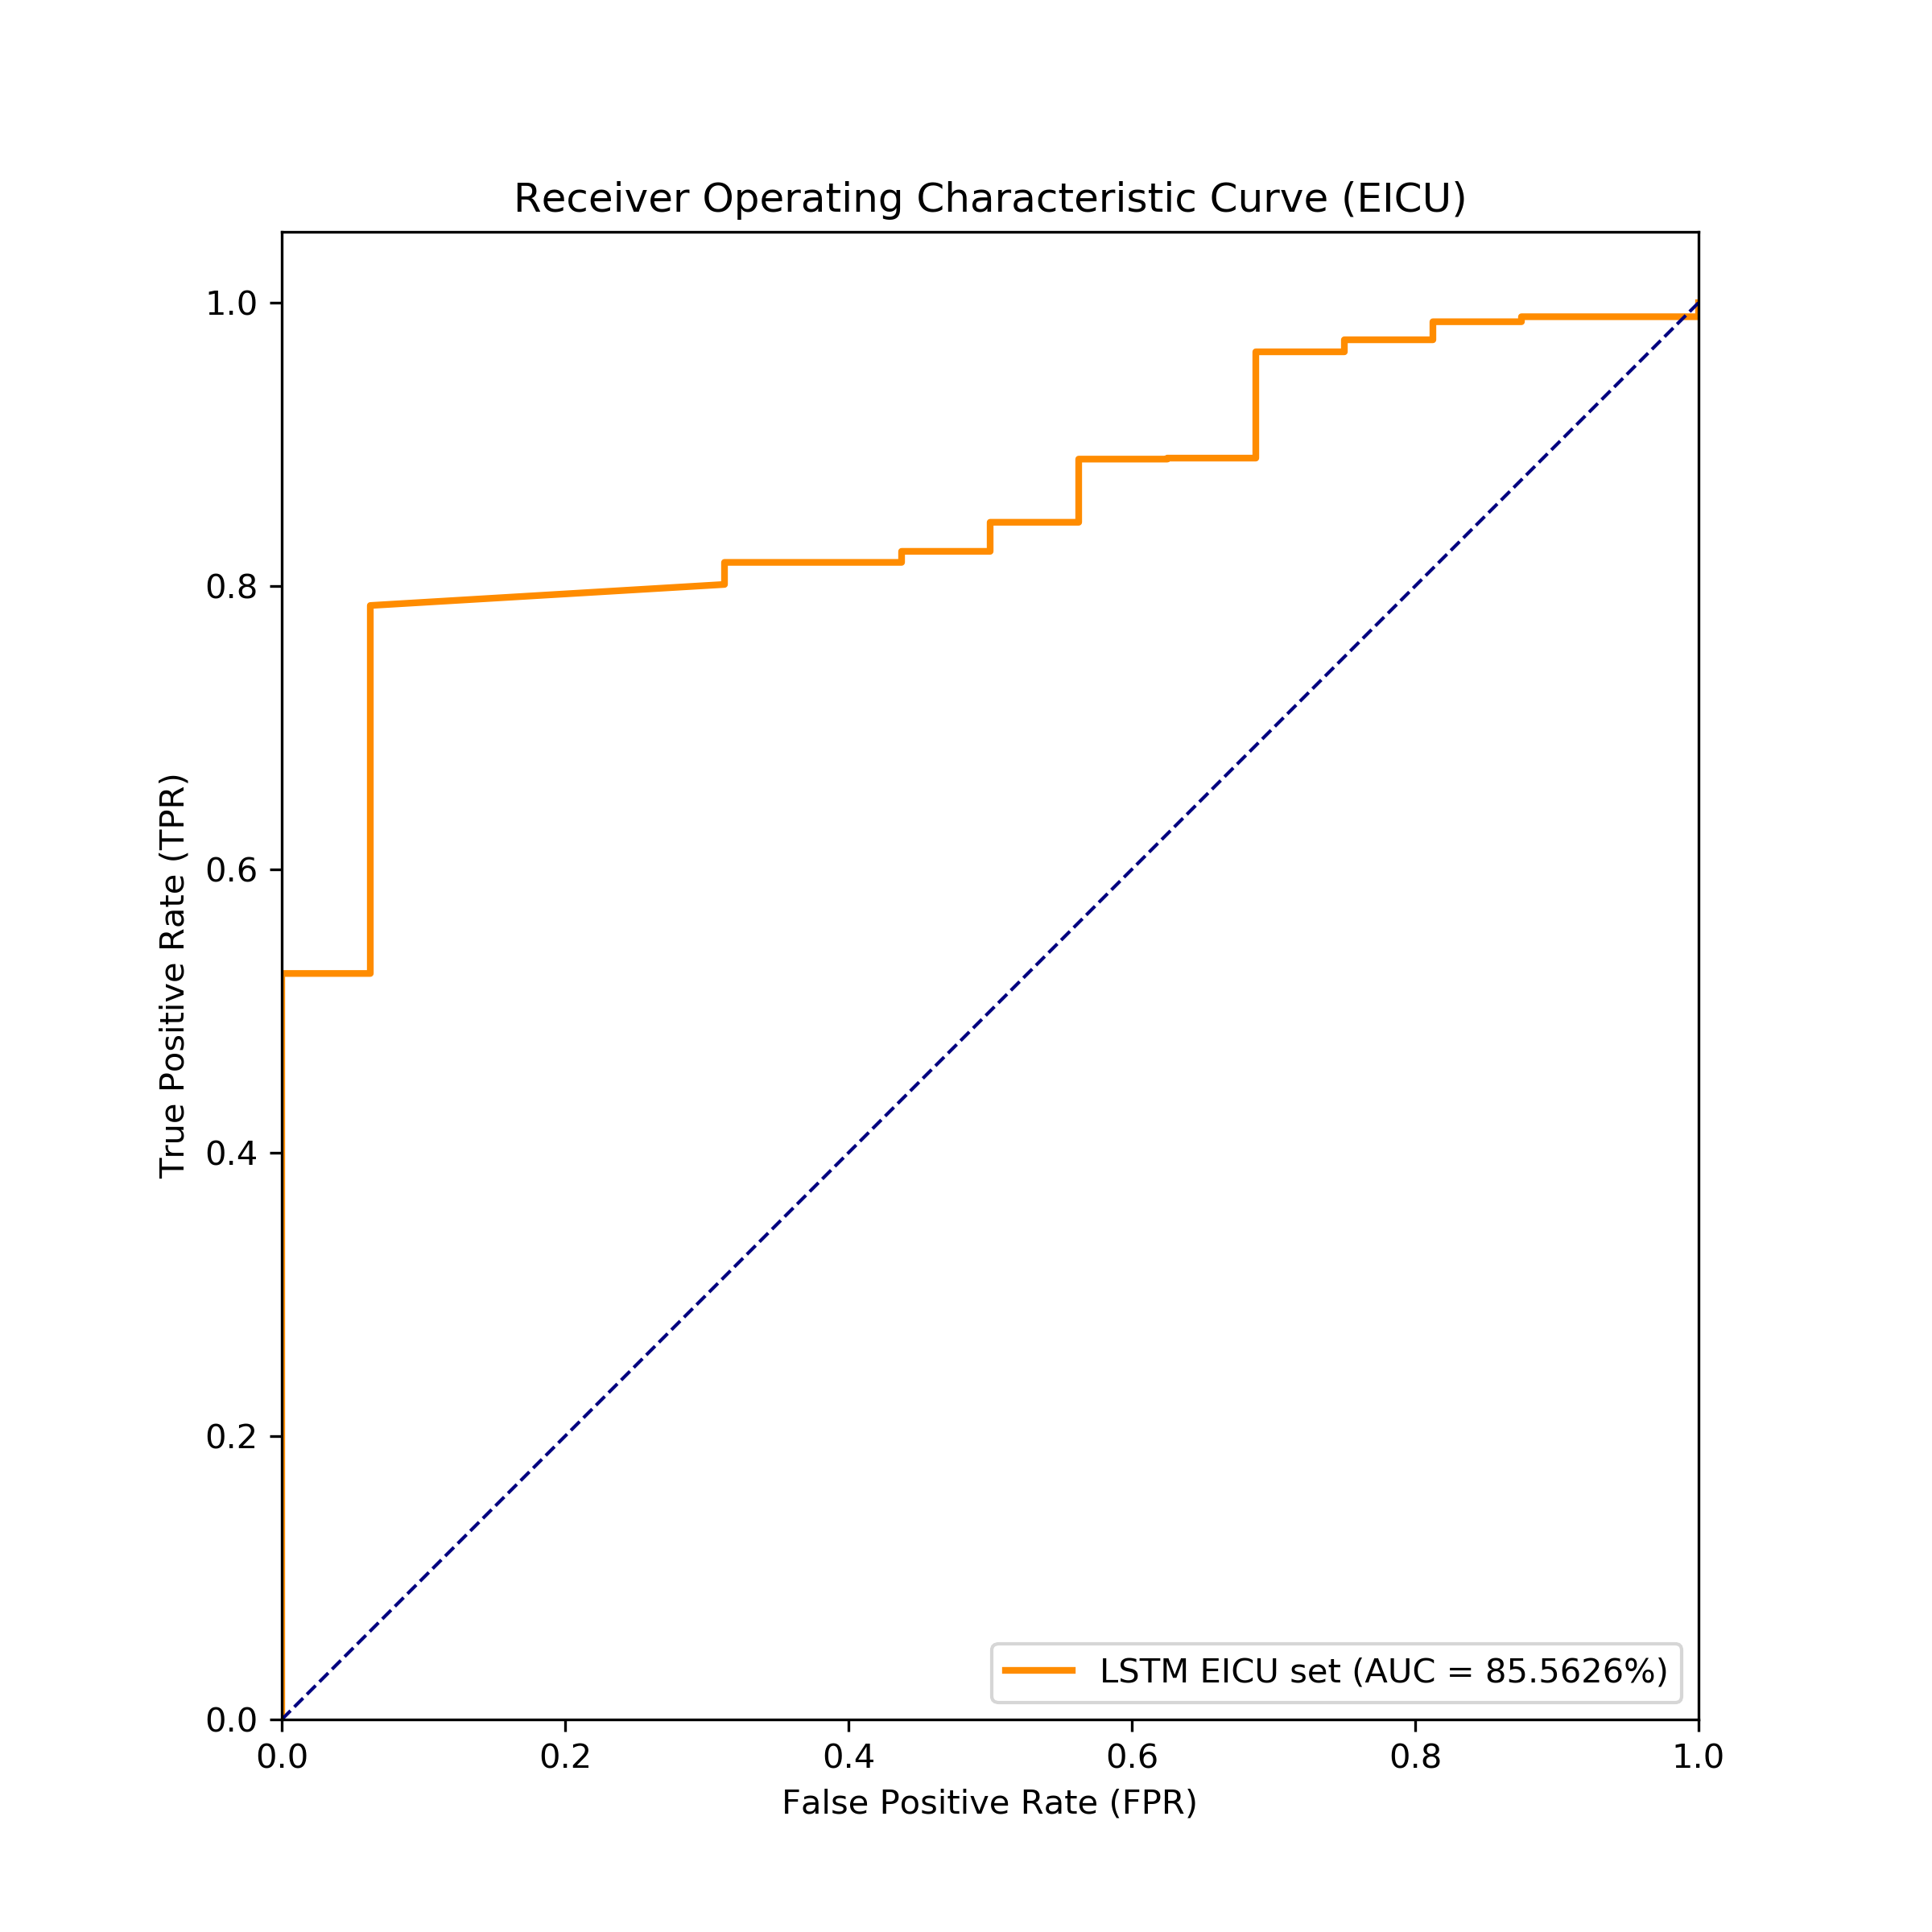 Receiver Operating Characteristic Curve (EICU)
1.0
0.8
0.6
0.4
0.2
0.0
True Positive Rate (TPR)
LSTM EICU set (AUC = 85.5626%)
0.0 0.2 0.4 0.6 0.8 1.0
False Positive Rate (FPR)